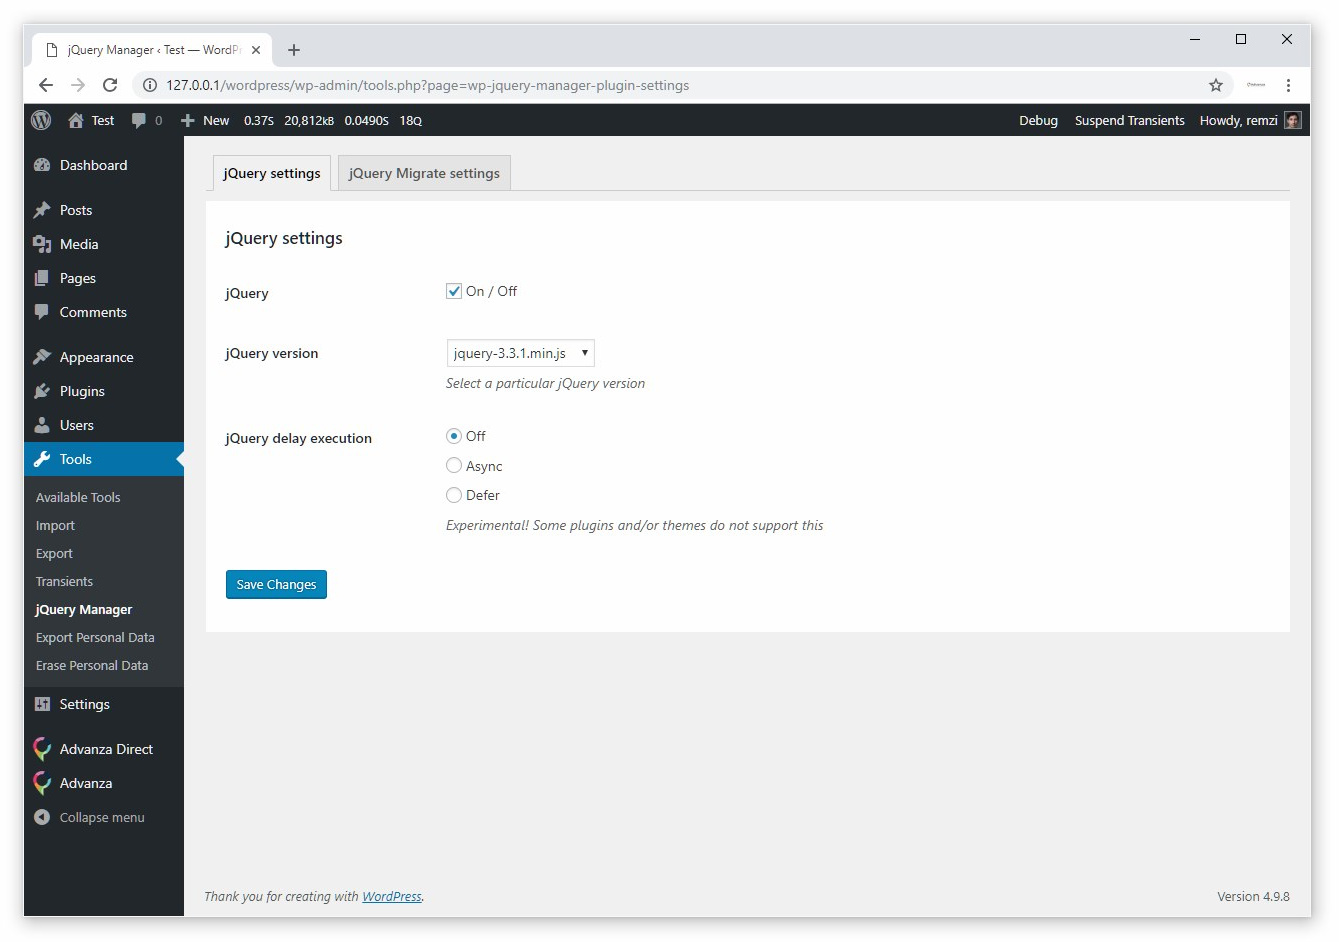 jQuery Manager ‹ Test — WordPr
127.0.0.1/wordpress/wp-admin/tools.php?page=wp-jquery-manager-plugin-settings
Test 0 New 0.37S 20,812kB 0.0490S 18Q Debug Suspend Transients Howdy, remzi
Dashboard
Posts
Media
Pages
Comments
Appearance
Plugins
Users
Tools
Available Tools
Import
Export
Transients
jQuery Manager
Export Personal Data
Erase Personal Data
Settings
Advanza Direct
Advanza
Collapse menu
jQuery settings jQuery Migrate settings
jQuery settings
jQuery On / Off
jQuery version jquery-3.3.1.min.js
Select a particular jQuery version
jQuery delay execution Off
Async
Defer
Experimental! Some plugins and/or themes do not support this
Save Changes
Thank you for creating with WordPress. Version 4.9.8